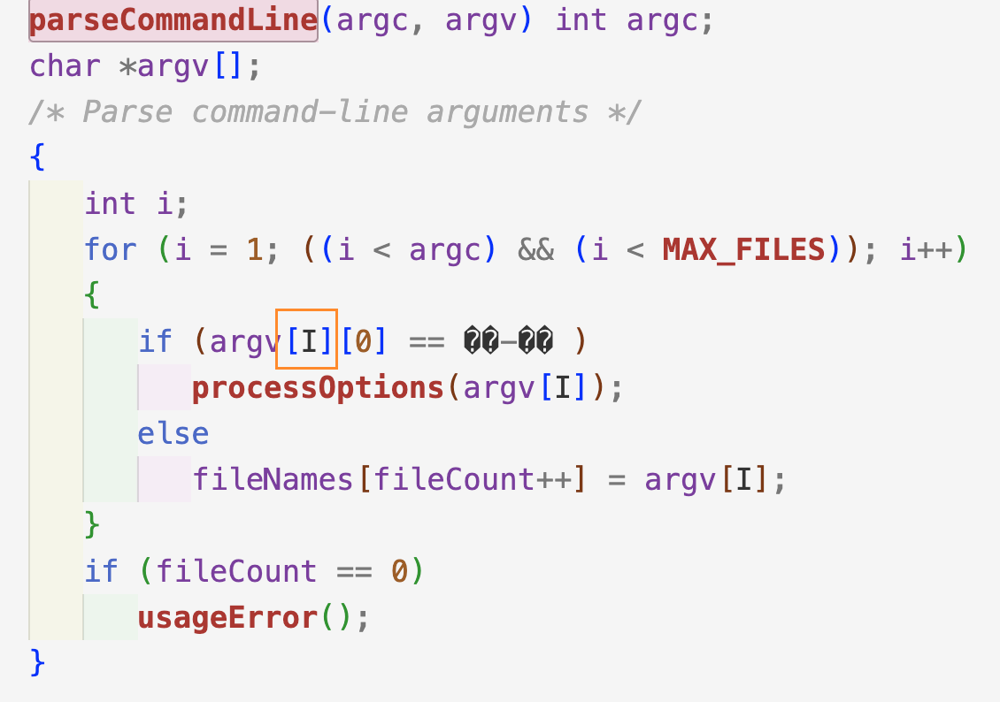 parseCommandLine(argc, argv) int argc;
char *argv[];
/* Parse command-line arguments */
{
int i;
for (i = 1; ((i < argc) && (i < MAX_FILES)); i++)
{
if (argv[I][0] == ��-�� )
processOptions(argv[I]);
else
fileNames[fileCount++] = argv[I];
}
if (fileCount == 0)
usageError();
}